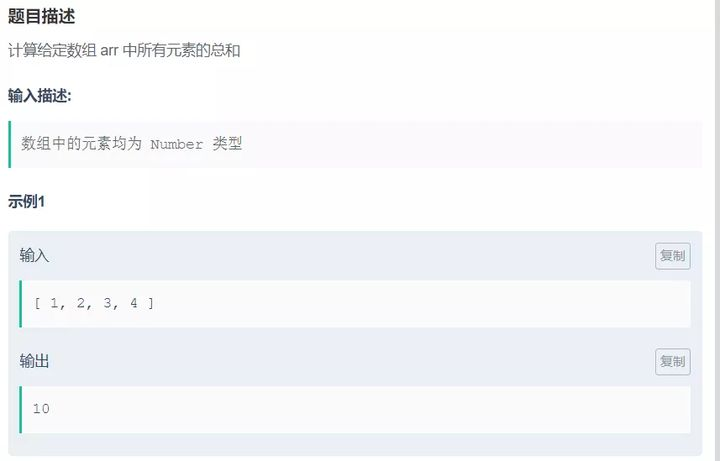 题目描述
计算给定数组 arr 中所有元素的总和
输入描述:
数组中的元素均为 Number 类型
示例1
输入
复制
[ 1, 2, 3, 4 ]
输出
复制
10